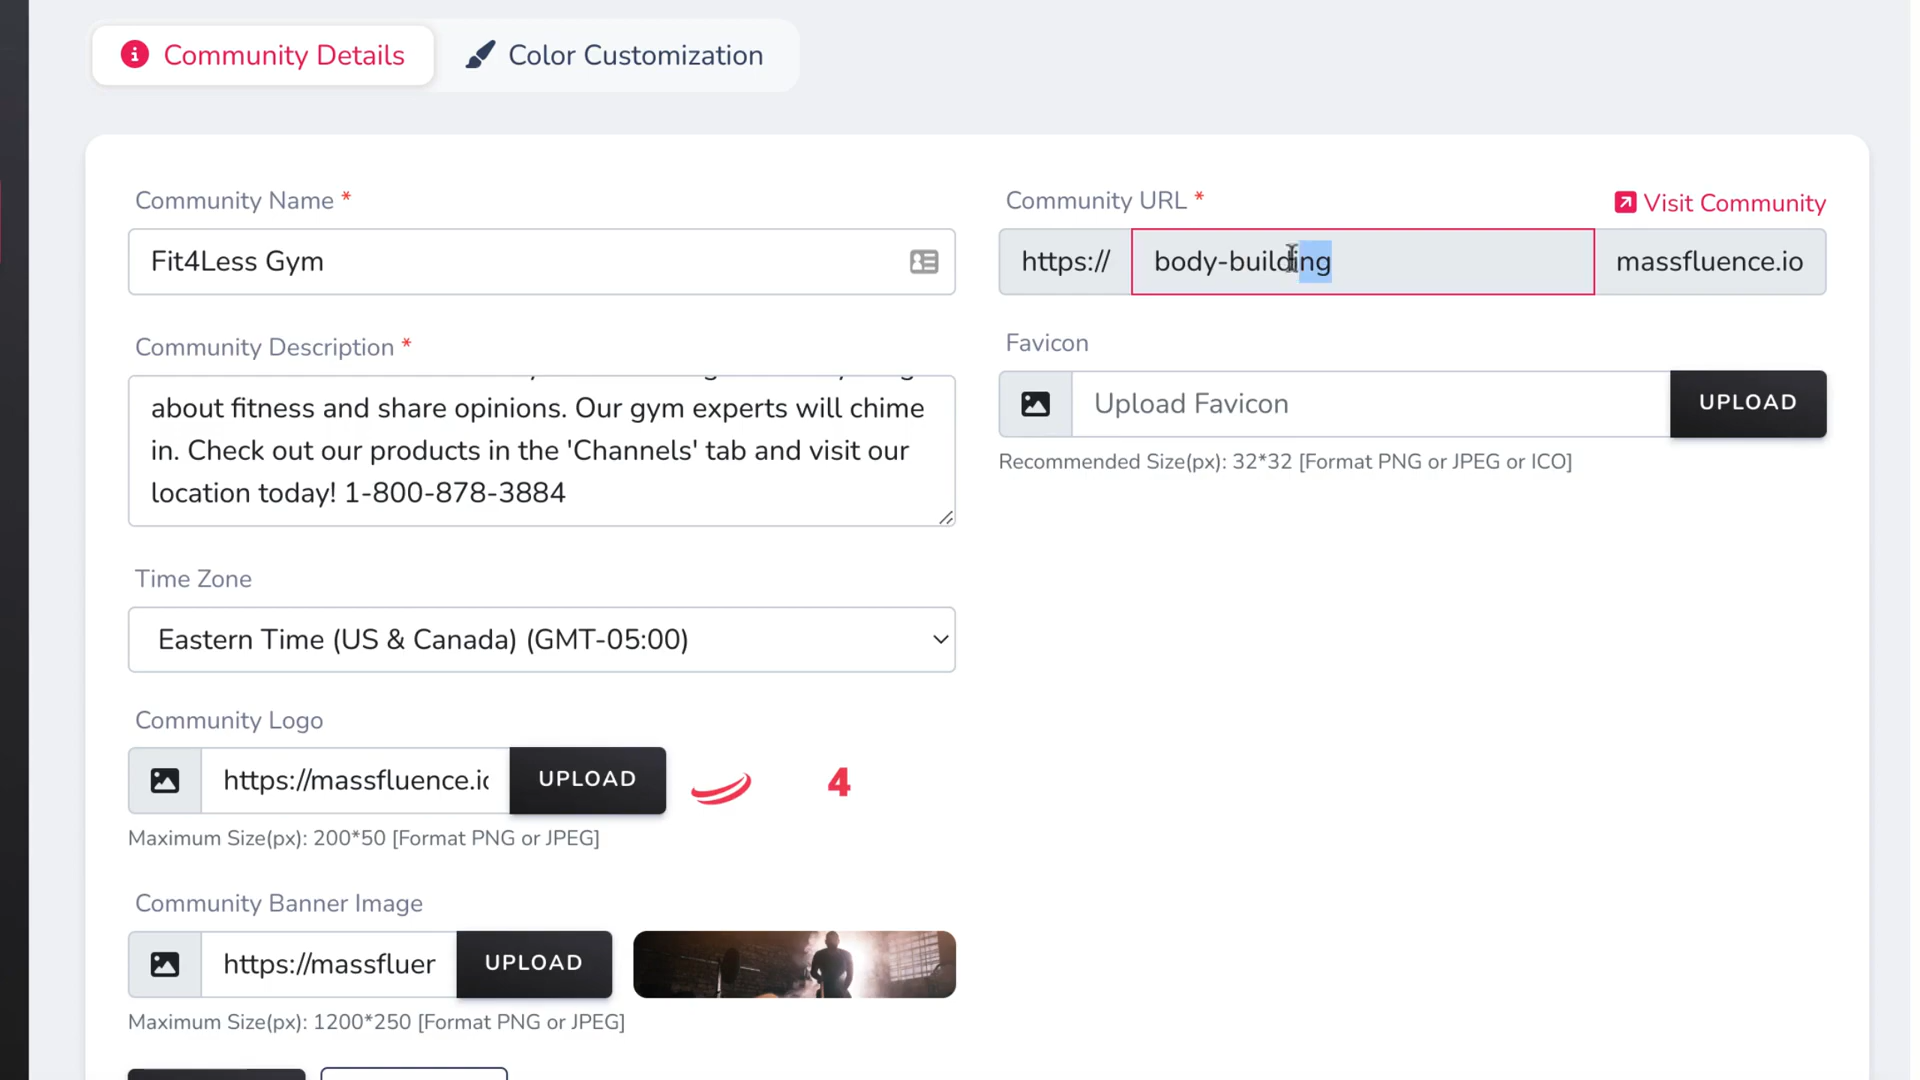 Community Details
Color Customization
Community Name *
Fit4Less Gym
Community Description *
about fitness and share opinions. Our gym experts will chime
in. Check out our products in the 'Channels' tab and visit our
location today! 1-800-878-3884
Time Zone
Eastern Time (US & Canada) (GMT-05:00)
Community Logo
https://massfluence.io
UPLOAD
4
Maximum Size(px): 200*50 [Format PNG or JPEG]
Community Banner Image
https://massfluer
UPLOAD
Maximum Size(px): 1200*250 [Format PNG or JPEG]
Community URL *
Visit Community
https://
body-building
massfluence.io
Favicon
Upload Favicon
UPLOAD
Recommended Size(px): 32*32 [Format PNG or JPEG or ICO]